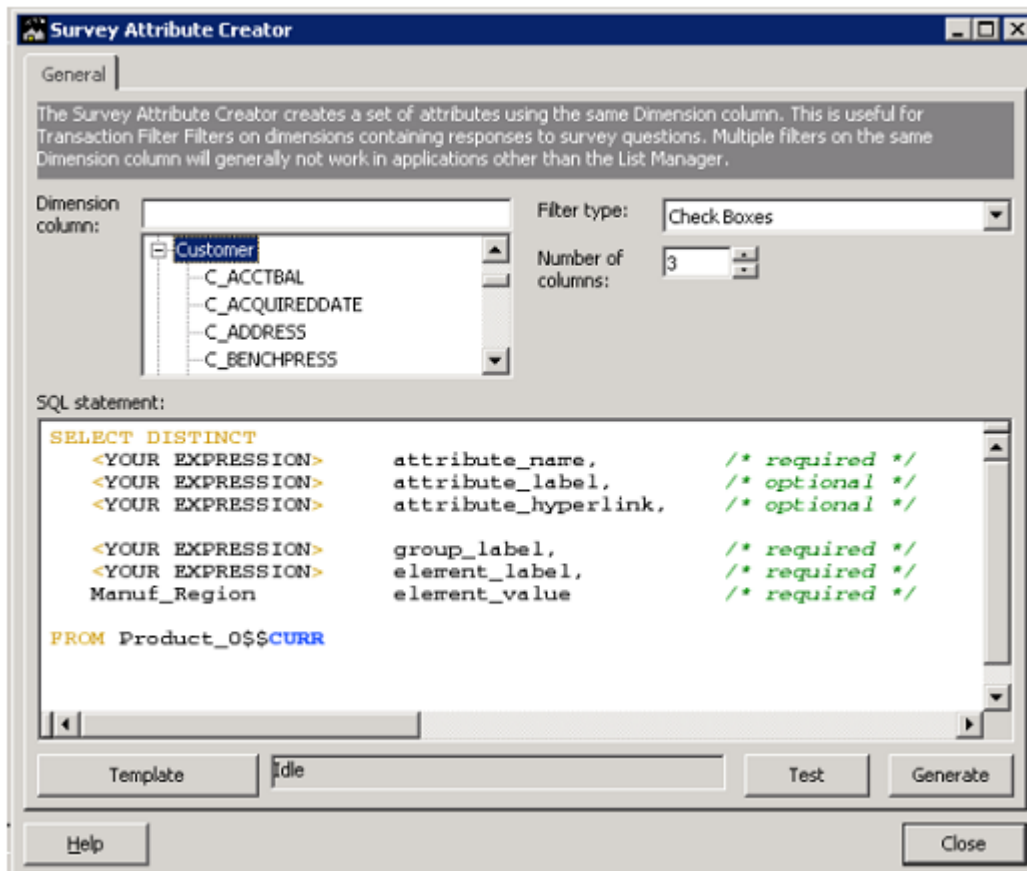 Survey Attribute Creator
General
The Survey Attribute Creator creates a set of attributes using the same Dimension column. This is useful for
Transaction Filter Filters on dimensions containing responses to survey questions. Multiple filters on the same
Dimension column will generally not work in applications other than the List Manager.
Dimension
column:
Filter type:
Check Boxes
Customer
C_ACCTBAL
C_ACQUIREDDATE
C_ADDRESS
C_BENCHPRESS
Number of
columns:
3
SQL statement:
SELECT DISTINCT
<YOUR EXPRESSION> attribute_name, /* required */
<YOUR EXPRESSION> attribute_label, /* optional */
<YOUR EXPRESSION> attribute_hyperlink, /* optional */
<YOUR EXPRESSION> group_label, /* required */
<YOUR EXPRESSION> element_label, /* required */
Manuf_Region element_value /* required */
FROM Product_0$$CURR
Template
Idle
Test
Generate
Help
Close